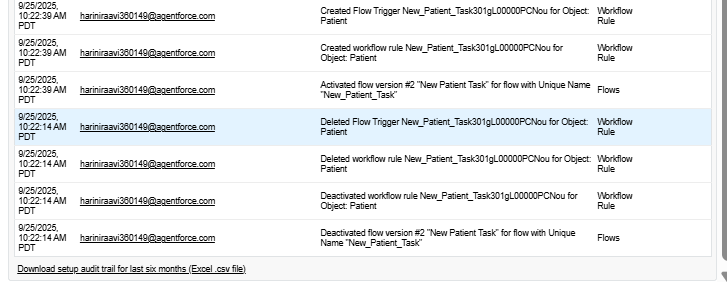 9/25/2025,
10:22:39 AM
PDT
hariniraavi360149@agentforce.com
Created Flow Trigger New_Patient_Task301gL00000PCNou for Object:
Patient
Workflow
Rule
9/25/2025,
10:22:39 AM
PDT
hariniraavi360149@agentforce.com
Created workflow rule New_Patient_Task301gL00000PCNou for
Object: Patient
Workflow
Rule
9/25/2025,
10:22:39 AM
PDT
hariniraavi360149@agentforce.com
Activated flow version #2 "New Patient Task" for flow with Unique Name
"New_Patient_Task"
Flows
9/25/2025,
10:22:14 AM
PDT
hariniraavi360149@agentforce.com
Deleted Flow Trigger New_Patient_Task301gL00000PCNou for Object:
Patient
Workflow
Rule
9/25/2025,
10:22:14 AM
PDT
hariniraavi360149@agentforce.com
Deleted workflow rule New_Patient_Task301gL00000PCNou for Object:
Patient
Workflow
Rule
9/25/2025,
10:22:14 AM
PDT
hariniraavi360149@agentforce.com
Deactivated workflow rule New_Patient_Task301gL00000PCNou for
Object: Patient
Workflow
Rule
9/25/2025,
10:22:14 AM
PDT
hariniraavi360149@agentforce.com
Deactivated flow version #2 "New Patient Task" for flow with Unique
Name "New_Patient_Task"
Flows
Download setup audit trail for last six months (Excel .csv file)